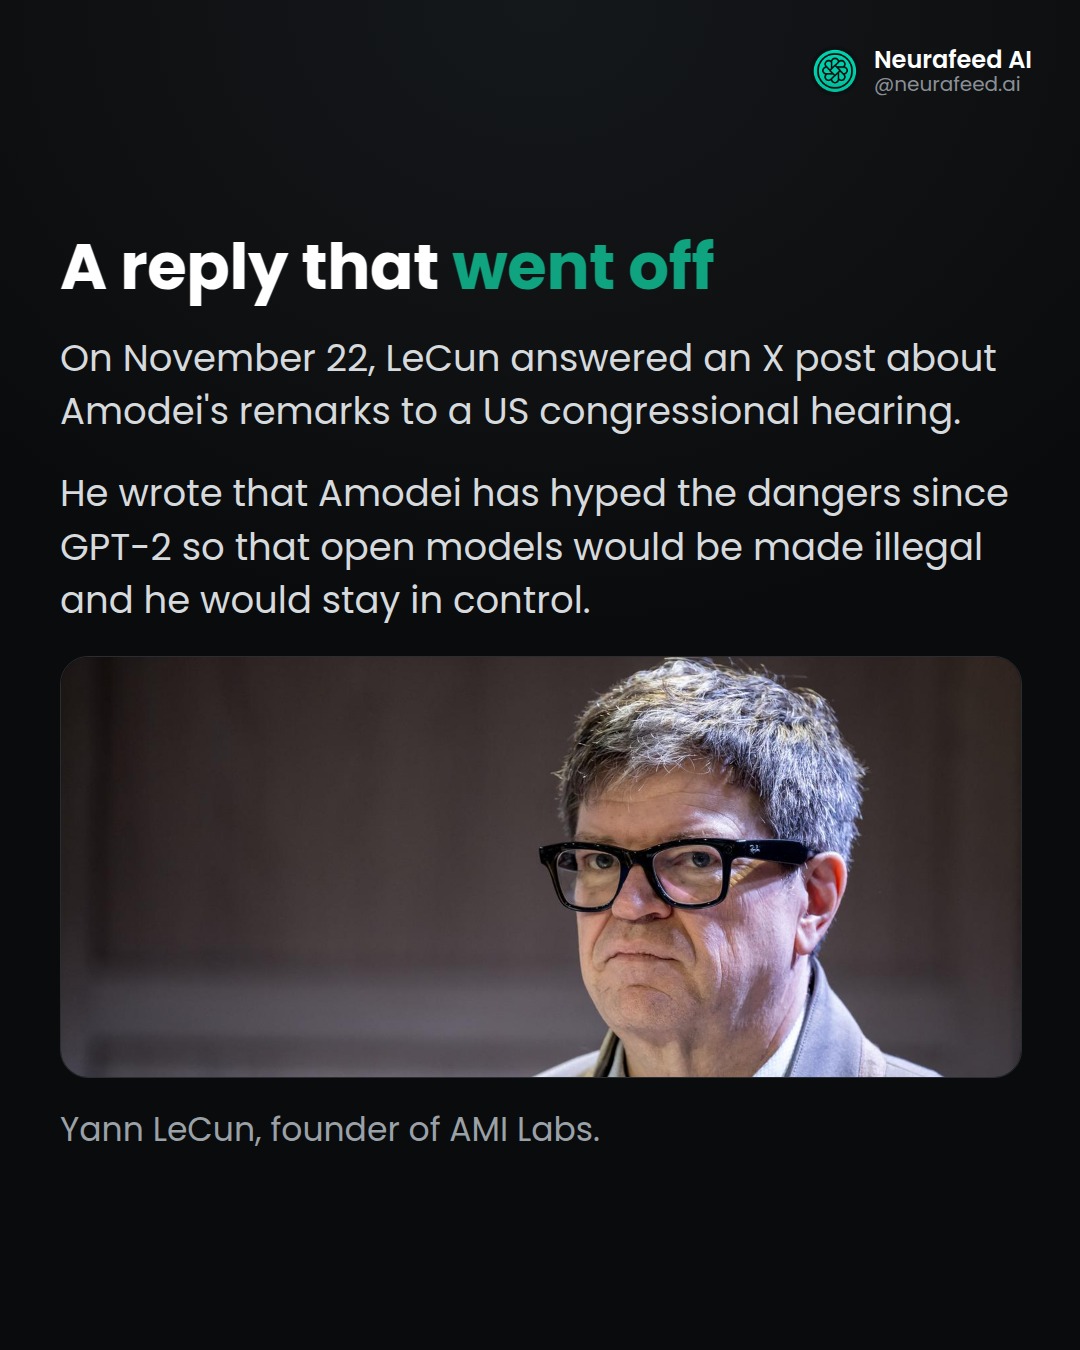 Neurafeed AI
@neurafeed.ai
A reply that went off
On November 22, LeCun answered an X post about
Amodei's remarks to a US congressional hearing.
He wrote that Amodei has hyped the dangers since
GPT-2 so that open models would be made illegal
and he would stay in control.
Yann LeCun, founder of AMI Labs.